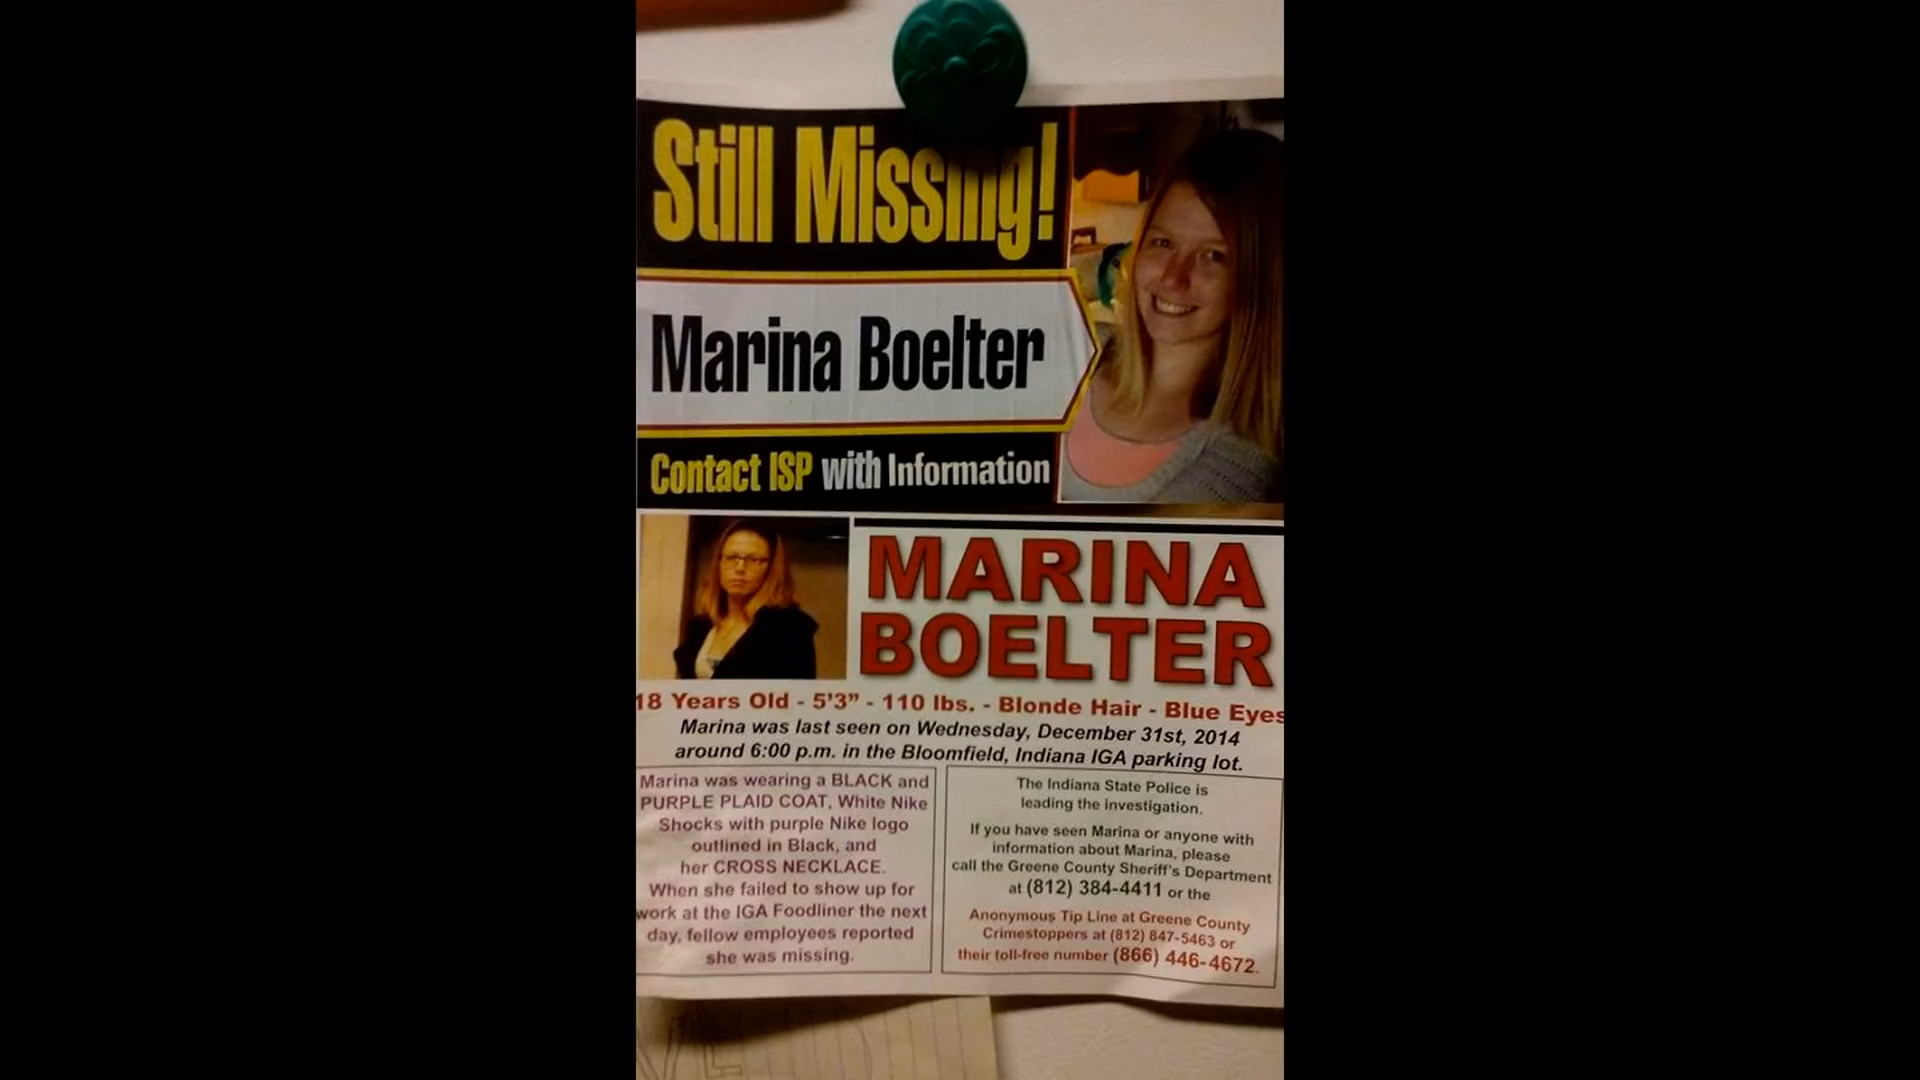 Still Missing!
Marina Boelter
Contact ISP with Information
MARINA
BOELTER
18 Years Old - 5'3” - 110 lbs. - Blonde Hair - Blue Eyes
Marina was last seen on Wednesday, December 31st, 2014
around 6:00 p.m. in the Bloomfield, Indiana IGA parking lot.
Marina was wearing a BLACK and
PURPLE PLAID COAT, White Nike
Shocks with purple Nike logo
outlined in Black, and
her CROSS NECKLACE.
When she failed to show up for
work at the IGA Foodliner the next
day, fellow employees reported
she was missing.
The Indiana State Police is
leading the investigation.
If you have seen Marina or anyone with
information about Marina, please
call the Greene County Sheriff's Department
at (812) 384-4411 or the
Anonymous Tip Line at Greene County
Crimestoppers at (812) 847-5463 or
their toll-free number (866) 446-4672.